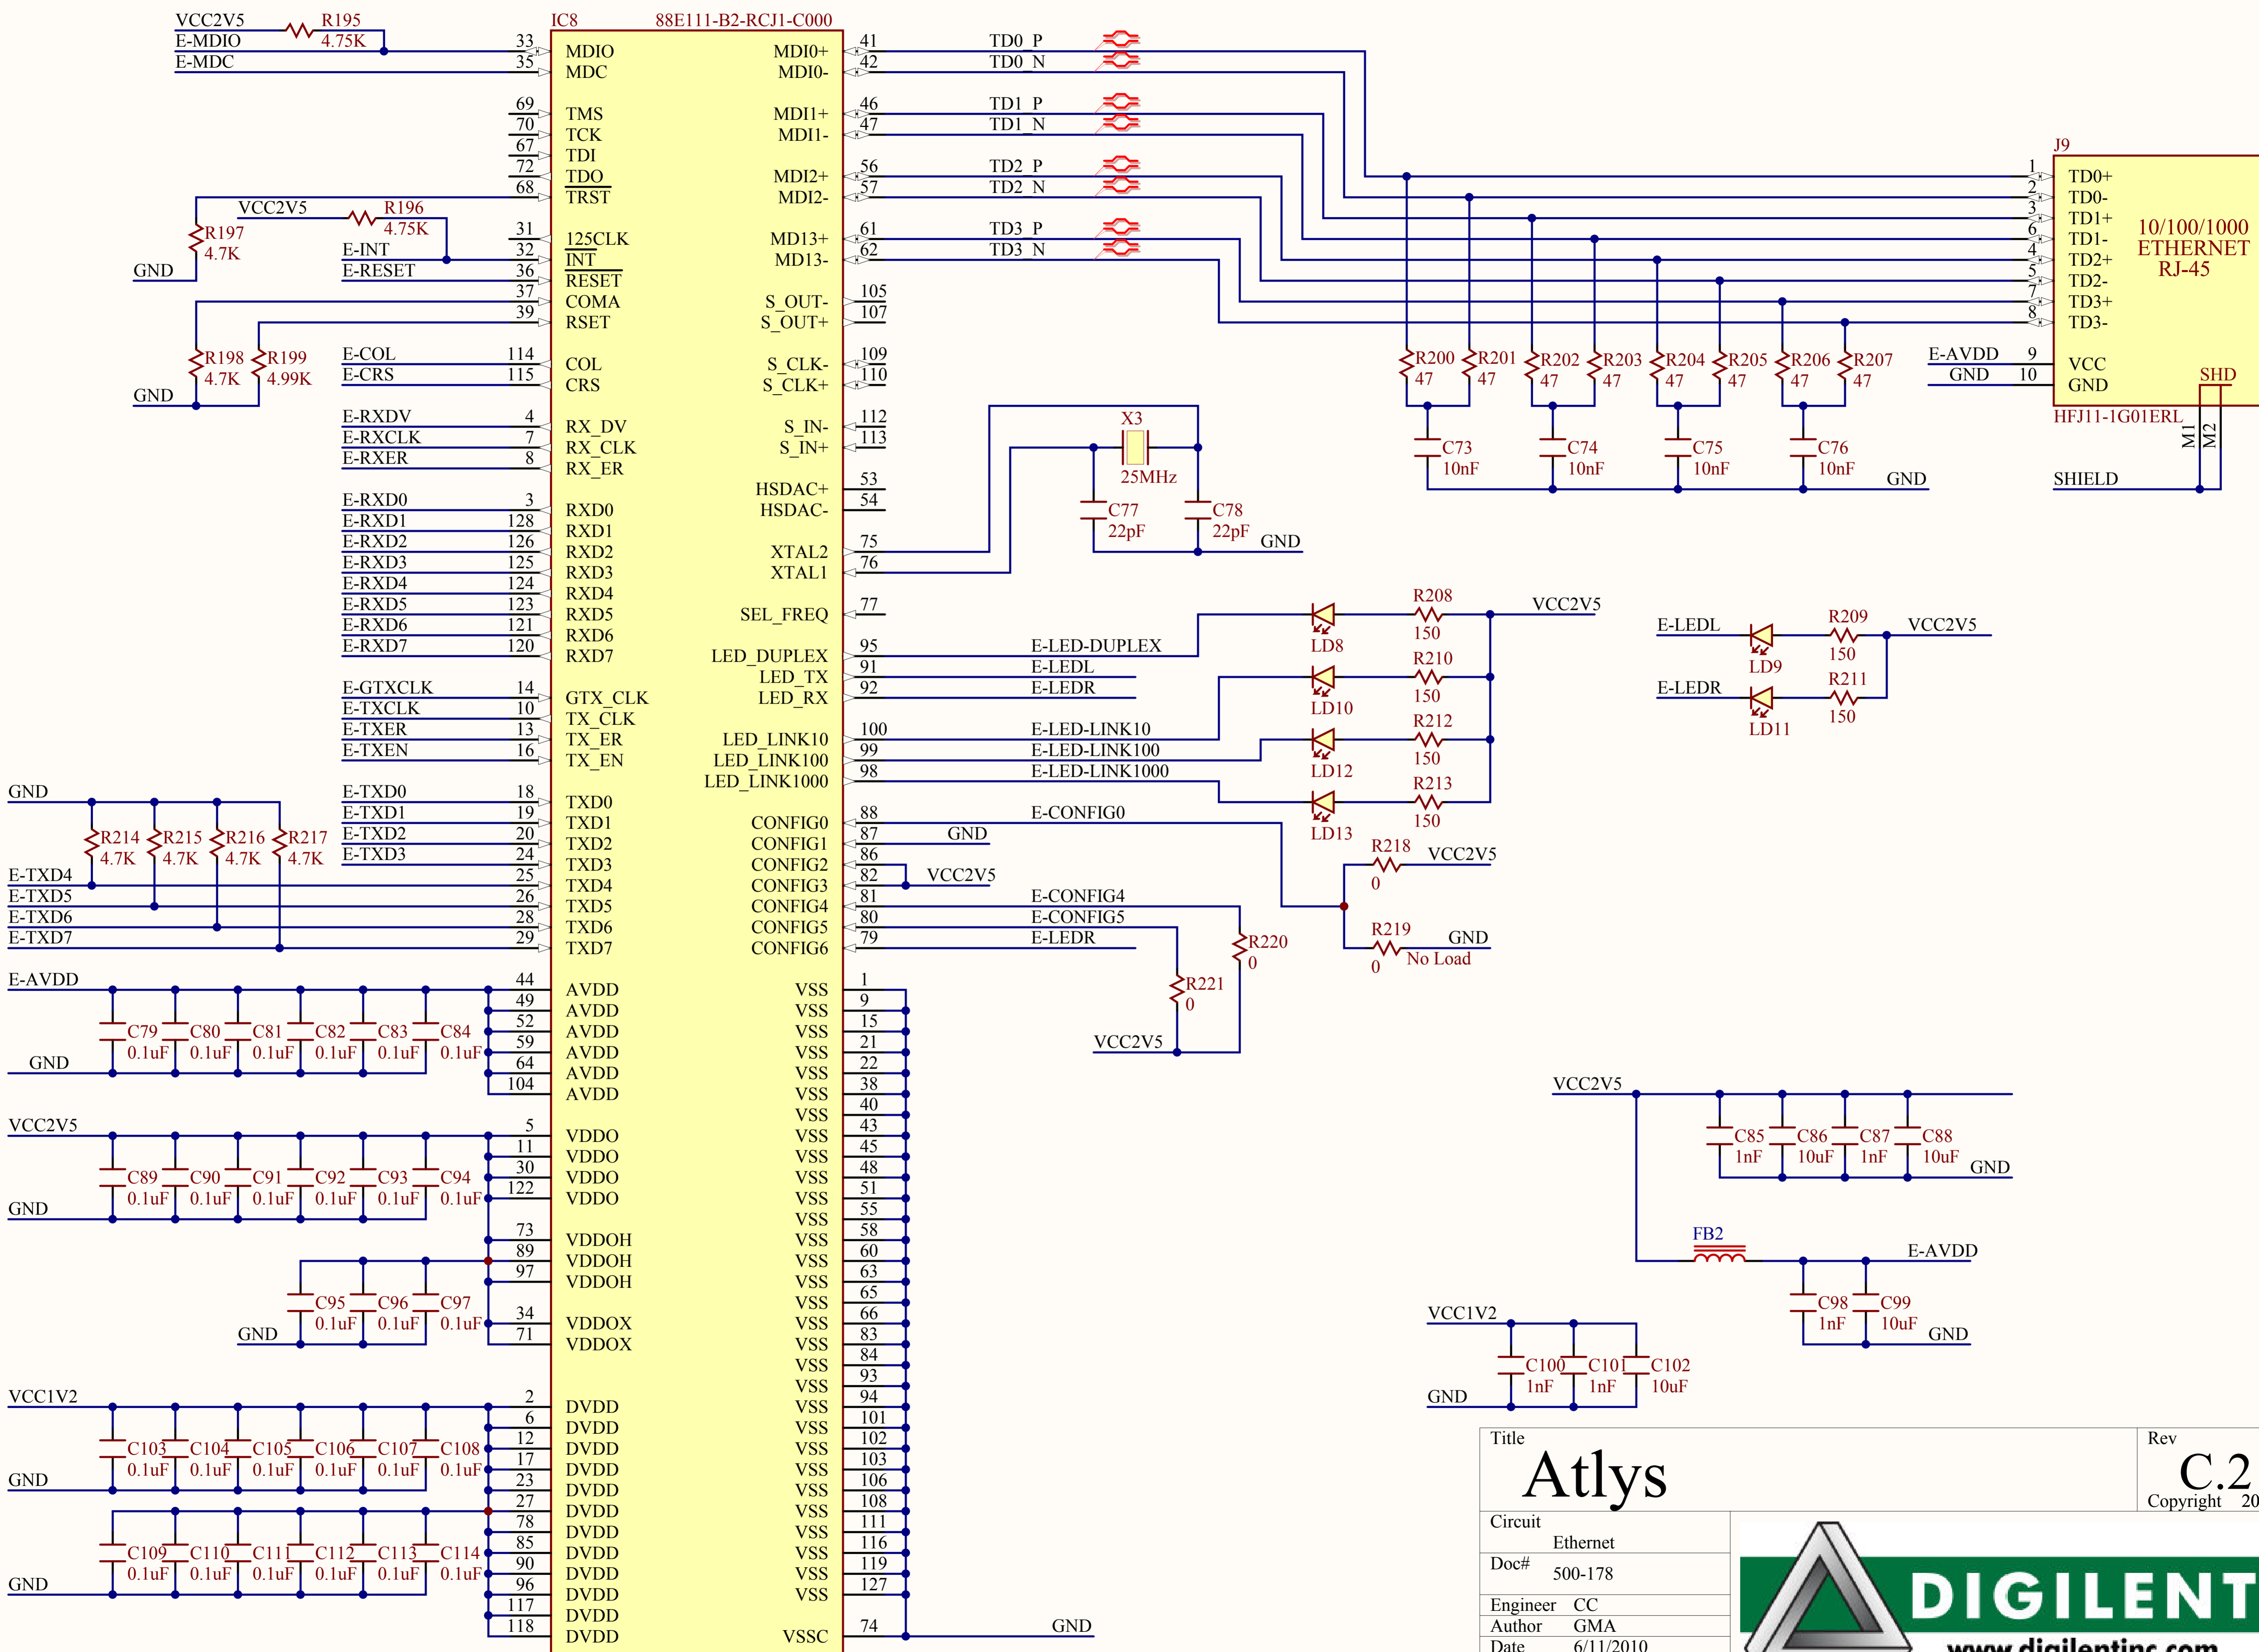 VCC2V5
R195
4.75K
E-MDIO
E-MDC
IC8
88E111-B2-RCJ1-C000
33 MDIO
35 MDC
69 TMS
70 TCK
67 TDI
72 TDO
68 TRST
31 125CLK
32 INT
36 RESET
37 COMA
39 RSET
VCC2V5
R196
4.75K
R197
4.7K
GND
E-INT
E-RESET
R198
4.7K
R199
4.99K
GND
E-COL 114 COL
E-CRS 115 CRS
E-RXDV 4 RX_DV
E-RXCLK 7 RX_CLK
E-RXER 8 RX_ER
E-RXD0 3 RXD0
E-RXD1 128 RXD1
E-RXD2 126 RXD2
E-RXD3 125 RXD3
E-RXD4 124 RXD4
E-RXD5 123 RXD5
E-RXD6 121 RXD6
E-RXD7 120 RXD7
E-GTXCLK 14 GTX_CLK
E-TXCLK 10 TX_CLK
E-TXER 13 TX_ER
E-TXEN 16 TX_EN
E-TXD0 18 TXD0
E-TXD1 19 TXD1
E-TXD2 20 TXD2
E-TXD3 24 TXD3
GND
R214 R215 R216 R217
4.7K 4.7K 4.7K 4.7K
E-TXD4 25 TXD4
E-TXD5 26 TXD5
E-TXD6 28 TXD6
E-TXD7 29 TXD7
E-AVDD
44 AVDD
49 AVDD
52 AVDD
59 AVDD
64 AVDD
104 AVDD
C79 C80 C81 C82 C83 C84
0.1uF 0.1uF 0.1uF 0.1uF 0.1uF 0.1uF
GND
VCC2V5
5 VDDO
11 VDDO
30 VDDO
122 VDDO
C89 C90 C91 C92 C93 C94
0.1uF 0.1uF 0.1uF 0.1uF 0.1uF 0.1uF
GND
73 VDDOH
89 VDDOH
97 VDDOH
34 VDDOX
71 VDDOX
C95 C96 C97
0.1uF 0.1uF 0.1uF
GND
VCC1V2
2 DVDD
6 DVDD
12 DVDD
17 DVDD
23 DVDD
27 DVDD
78 DVDD
85 DVDD
90 DVDD
96 DVDD
117 DVDD
118 DVDD
C103 C104 C105 C106 C107 C108
0.1uF 0.1uF 0.1uF 0.1uF 0.1uF 0.1uF
GND
C109 C110 C111 C112 C113 C114
0.1uF 0.1uF 0.1uF 0.1uF 0.1uF 0.1uF
GND
MDI0+ 41 TD0_P
MDI0- 42 TD0_N
MDI1+ 46 TD1_P
MDI1- 47 TD1_N
MDI2+ 56 TD2_P
MDI2- 57 TD2_N
MD13+ 61 TD3_P
MD13- 62 TD3_N
S_OUT- 105
S_OUT+ 107
S_CLK- 109
S_CLK+ 110
S_IN- 112
S_IN+ 113
HSDAC+ 53
HSDAC- 54
XTAL2 75
XTAL1 76
SEL_FREQ 77
X3
25MHz
C77
22pF
C78
22pF
GND
LED_DUPLEX 95 E-LED-DUPLEX
LED_TX 91 E-LEDL
LED_RX 92 E-LEDR
LED_LINK10 100 E-LED-LINK10
LED_LINK100 99 E-LED-LINK100
LED_LINK1000 98 E-LED-LINK1000
CONFIG0 88 E-CONFIG0
CONFIG1 87 GND
CONFIG2 86
CONFIG3 82 VCC2V5
CONFIG4 81 E-CONFIG4
CONFIG5 80 E-CONFIG5
CONFIG6 79 E-LEDR
LD8
R208
150
VCC2V5
LD10
R210
150
LD12
R212
150
LD13
R213
150
R218
0
VCC2V5
R219
0
No Load
GND
R220
0
R221
0
VCC2V5
VSS 1
VSS 9
VSS 15
VSS 21
VSS 22
VSS 38
VSS 40
VSS 43
VSS 45
VSS 48
VSS 51
VSS 55
VSS 58
VSS 60
VSS 63
VSS 65
VSS 66
VSS 83
VSS 84
VSS 93
VSS 94
VSS 101
VSS 102
VSS 103
VSS 106
VSS 108
VSS 111
VSS 116
VSS 119
VSS 127
VSSC 74 GND
J9
1 TD0+
2 TD0-
3 TD1+
6 TD1-
4 TD2+
5 TD2-
7 TD3+
8 TD3-
E-AVDD 9 VCC
GND 10 GND
10/100/1000
ETHERNET
RJ-45
SHD
HFJ11-1G01ERL
M1
M2
SHIELD
R200 R201 R202 R203 R204 R205 R206 R207
47 47 47 47 47 47 47 47
C73 C74 C75 C76
10nF 10nF 10nF 10nF
GND
E-LEDL
LD9
R209
150
VCC2V5
E-LEDR
LD11
R211
150
VCC2V5
C85 C86 C87 C88
1nF 10uF 1nF 10uF
GND
FB2
E-AVDD
C98 C99
1nF 10uF
GND
VCC1V2
C100 C101 C102
1nF 1nF 10uF
GND
Title
Atlys
Rev
C.2
Copyright 20
Circuit
Ethernet
Doc#
500-178
Engineer CC
Author GMA
Date 6/11/2010
DIGILENT
www.digilentinc.com